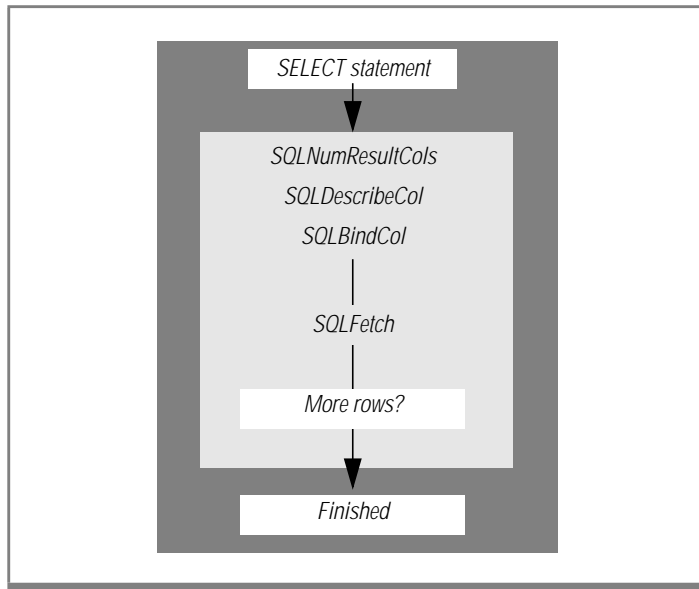 SELECT statement
SQLNumResultCols
SQLDescribeCol
SQLBindCol
SQLFetch
More rows?
Finished